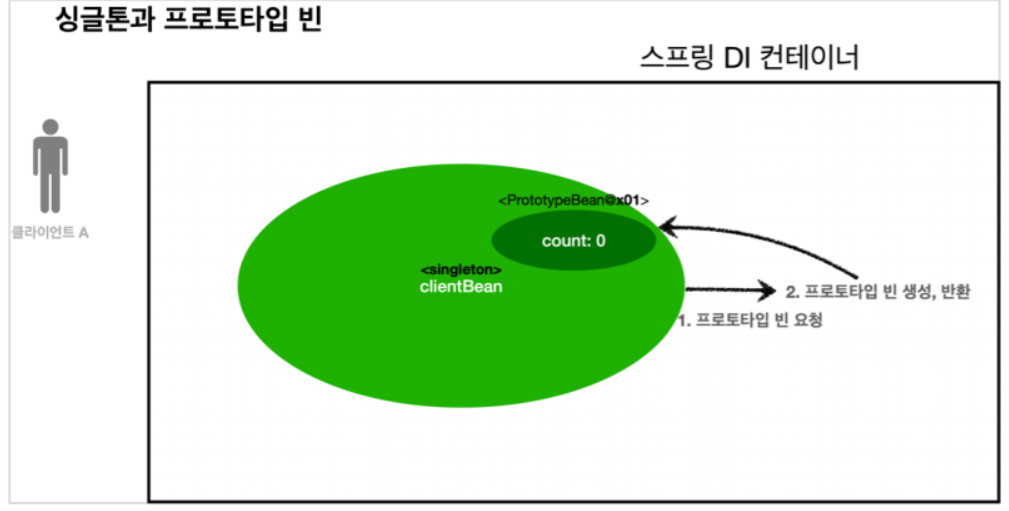 싱글톤과 프로토타입 빈
스프링 DI 컨테이너
클라이언트 A
<PrototypeBean@x01>
count: 0
<singleton>
clientBean
2. 프로토타입 빈 생성, 반환
1. 프로토타입 빈 요청